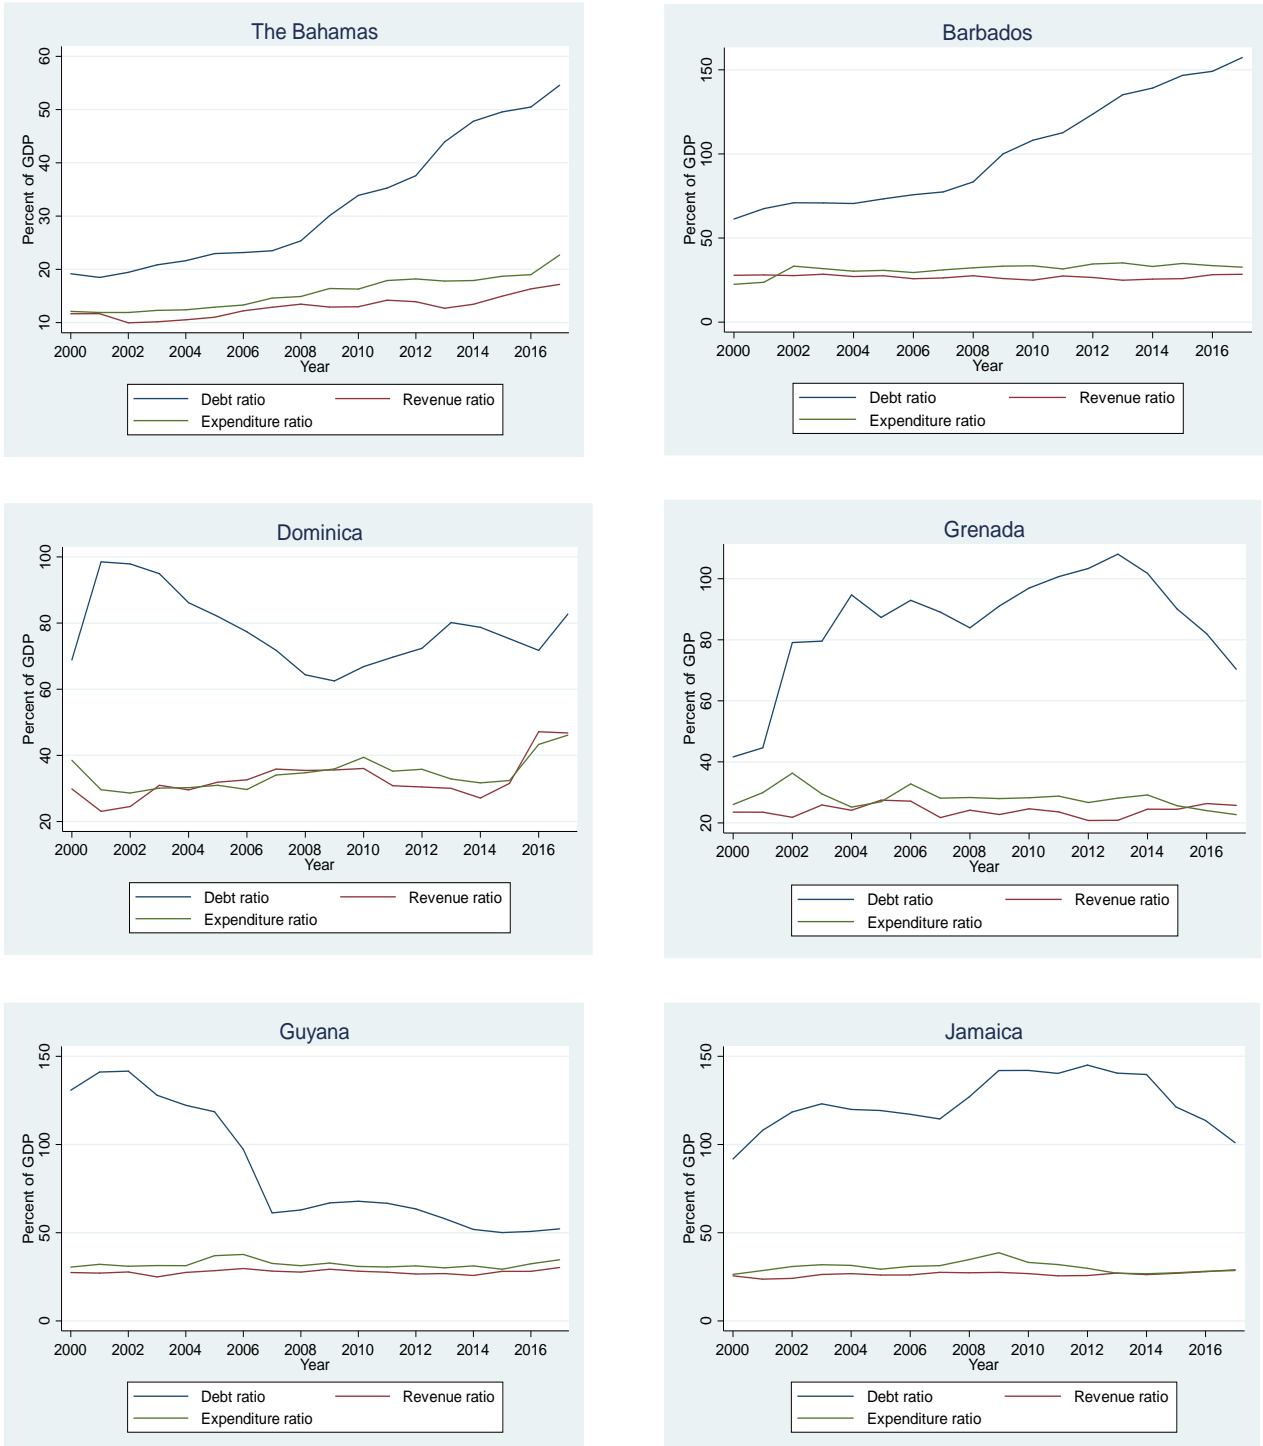 The Bahamas
Percent of GDP
60
50
40
30
20
10
2000 2002 2004 2006 2008 2010 2012 2014 2016
Year
Debt ratio Revenue ratio
Expenditure ratio
Barbados
Percent of GDP
150
100
50
0
2000 2002 2004 2006 2008 2010 2012 2014 2016
Year
Debt ratio Revenue ratio
Expenditure ratio
Dominica
Percent of GDP
100
80
60
40
20
2000 2002 2004 2006 2008 2010 2012 2014 2016
Year
Debt ratio Revenue ratio
Expenditure ratio
Grenada
Percent of GDP
100
80
60
40
20
2000 2002 2004 2006 2008 2010 2012 2014 2016
Year
Debt ratio Revenue ratio
Expenditure ratio
Guyana
Percent of GDP
150
100
50
0
2000 2002 2004 2006 2008 2010 2012 2014 2016
Year
Debt ratio Revenue ratio
Expenditure ratio
Jamaica
Percent of GDP
150
100
50
0
2000 2002 2004 2006 2008 2010 2012 2014 2016
Year
Debt ratio Revenue ratio
Expenditure ratio